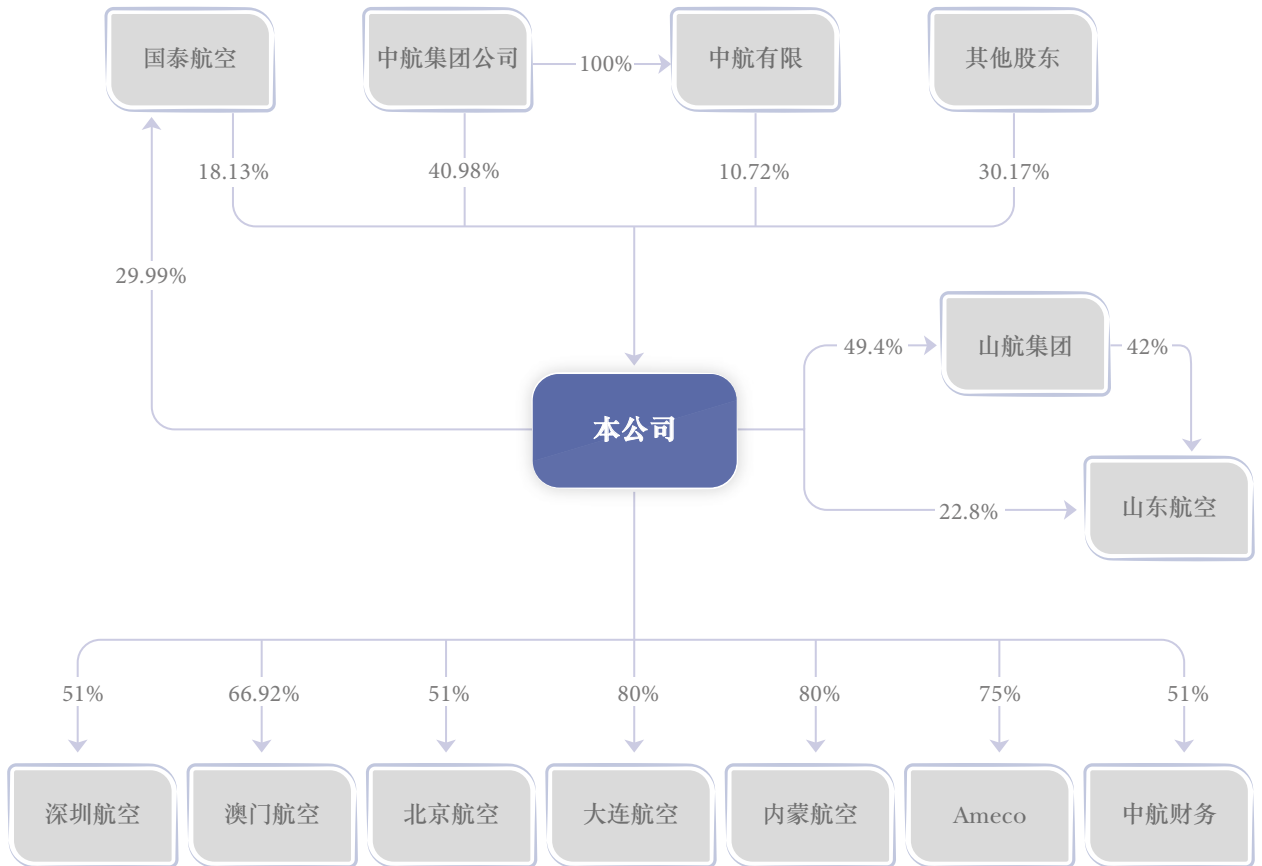 国泰航空
中航集团公司
100%
中航有限
其他股东
18.13%
40.98%
10.72%
30.17%
29.99%
49.4%
山航集团
42%
本公司
22.8%
山东航空
51%
66.92%
51%
80%
80%
75%
51%
深圳航空
澳门航空
北京航空
大连航空
内蒙航空
Ameco
中航财务